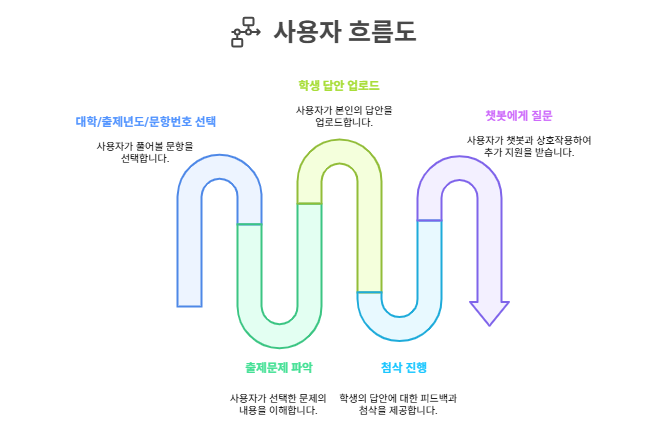 사용자 흐름도
대학/출제년도/문항번호 선택
사용자가 풀어볼 문항을
선택합니다.
출제문제 파악
사용자가 선택한 문제의
내용을 이해합니다.
학생 답안 업로드
사용자가 본인의 답안을
업로드합니다.
첨삭 진행
학생의 답안에 대한 피드백과
첨삭을 제공합니다.
챗봇에게 질문
사용자가 챗봇과 상호작용하여
추가 지원을 받습니다.